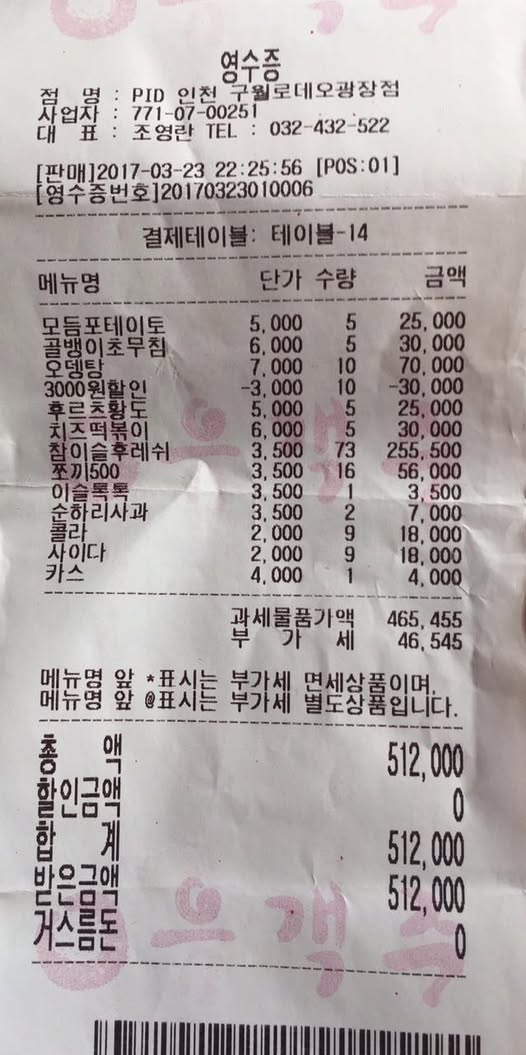 영수증
점 명 : PID 인천 구월로데오광장점
사업자 : 771-07-00251
대 표 : 조영란 TEL : 032-432-522
[판매]2017-03-23 22:25:56 [POS:01]
[영수증번호]20170323010006
결제테이블: 테이블-14
메뉴명 단가 수량 금액
모듬포테이토 5,000 5 25,000
골뱅이초무침 6,000 5 30,000
오뎅탕 7,000 10 70,000
3000원할인 -3,000 10 -30,000
후르츠황도 5,000 5 25,000
치즈떡볶이 6,000 5 30,000
참이슬후레쉬 3,500 73 255,500
쪼끼500 3,500 16 56,000
이슬톡톡 3,500 1 3,500
순하리사과 3,500 2 7,000
콜라 2,000 9 18,000
사이다 2,000 9 18,000
카스 4,000 1 4,000
과세물품가액 465,455
부 가 세 46,545
메뉴명 앞 *표시는 부가세 면세상품이며,
메뉴명 앞 @표시는 부가세 별도상품입니다.
총 액 512,000
할인금액 0
합 계 512,000
받은금액 512,000
거스름돈 0